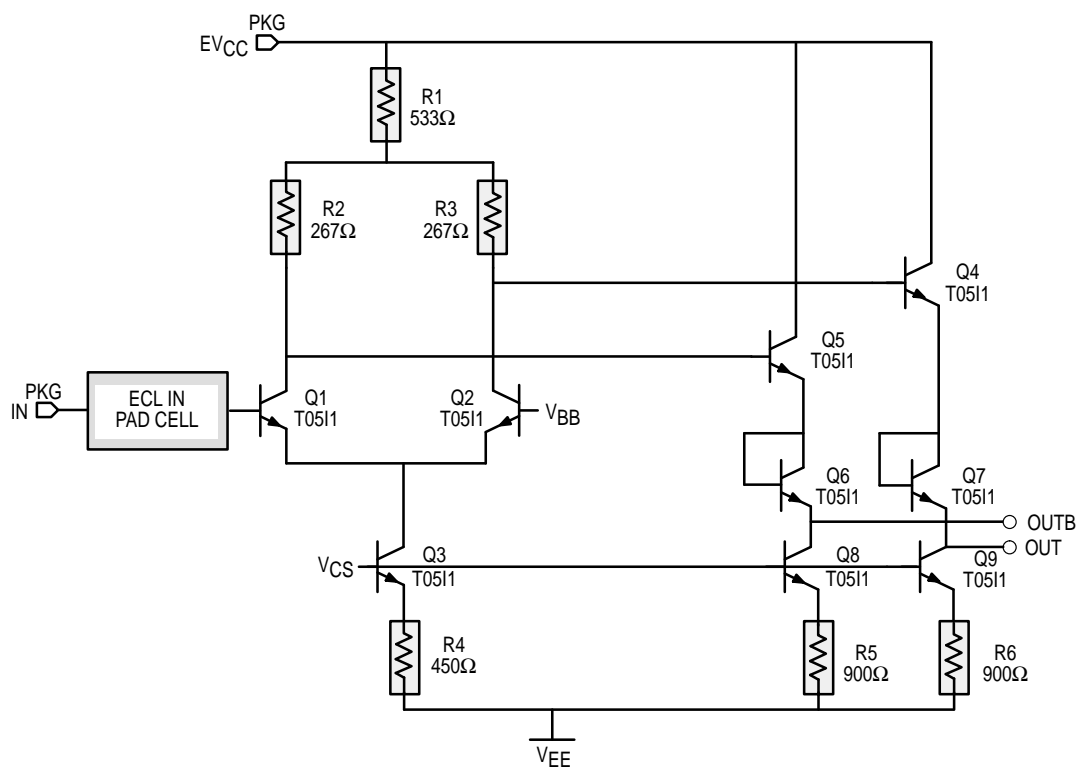 PKG
EVCC
R1
533Ω
R2
267Ω
R3
267Ω
Q4
T05I1
Q5
T05I1
PKG
IN
ECL IN
PAD CELL
Q1
T05I1
Q2
T05I1
VBB
Q6
T05I1
Q7
T05I1
OUTB
OUT
VCS
Q3
T05I1
Q8
T05I1
Q9
T05I1
R4
450Ω
R5
900Ω
R6
900Ω
VEE